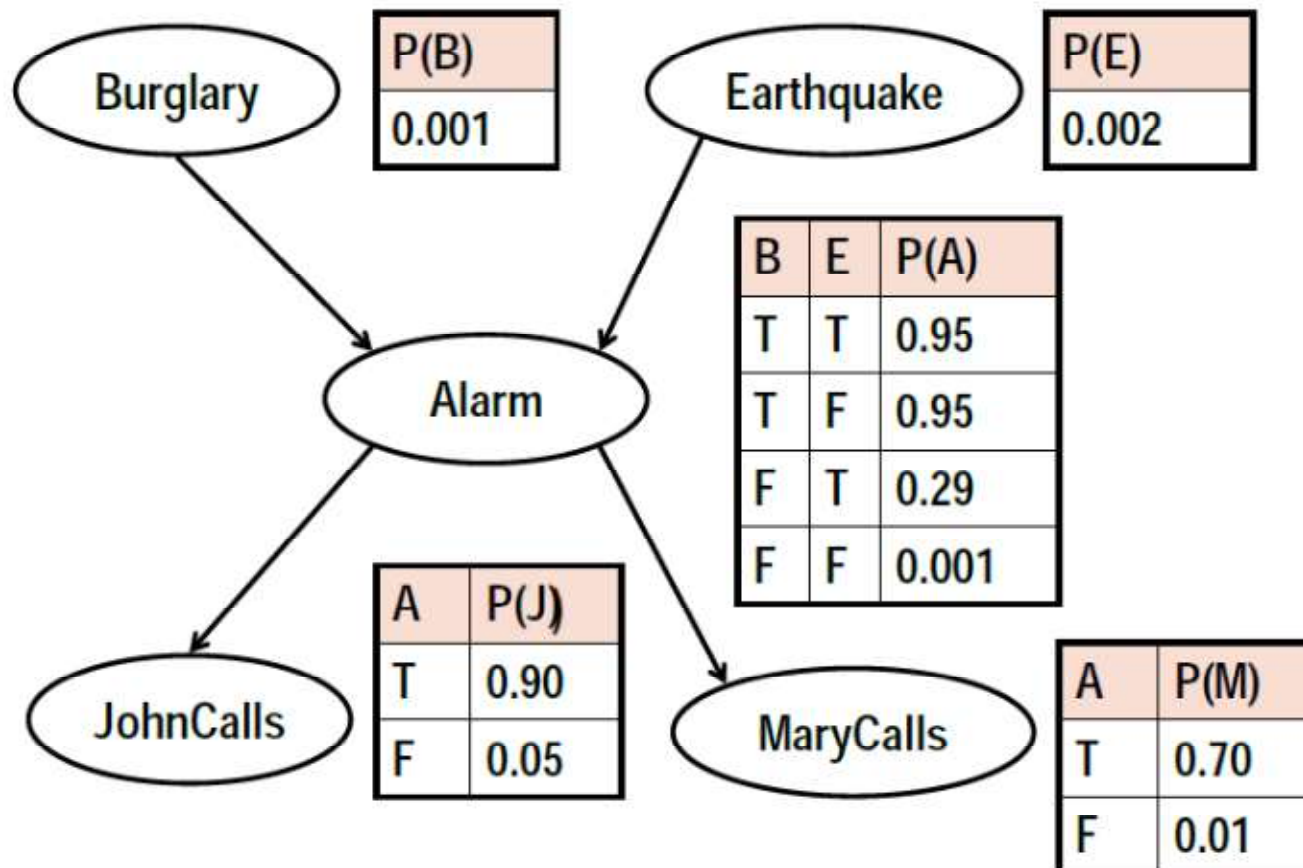 Burglary
P(B)
0.001
Earthquake
P(E)
0.002
B E P(A)
T T 0.95
T F 0.95
F T 0.29
F F 0.001
Alarm
A P(J)
T 0.90
F 0.05
JohnCalls
MaryCalls
A P(M)
T 0.70
F 0.01